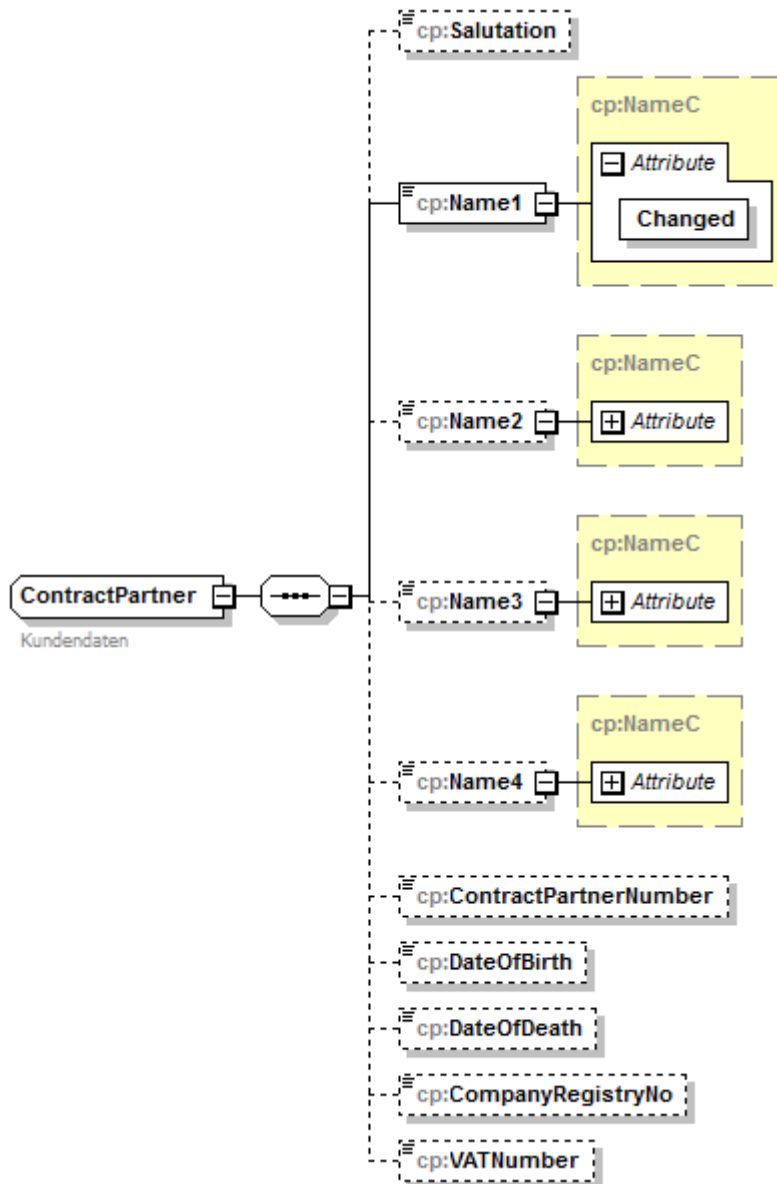 cp:Salutation
cp:NameC
Attribute
cp:Name1
Changed
cp:NameC
cp:Name2
Attribute
cp:NameC
ContractPartner
cp:Name3
Attribute
Kundendaten
cp:NameC
cp:Name4
Attribute
cp:ContractPartnerNumber
cp:DateOfBirth
cp:DateOfDeath
cp:CompanyRegistryNo
cp:VATNumber